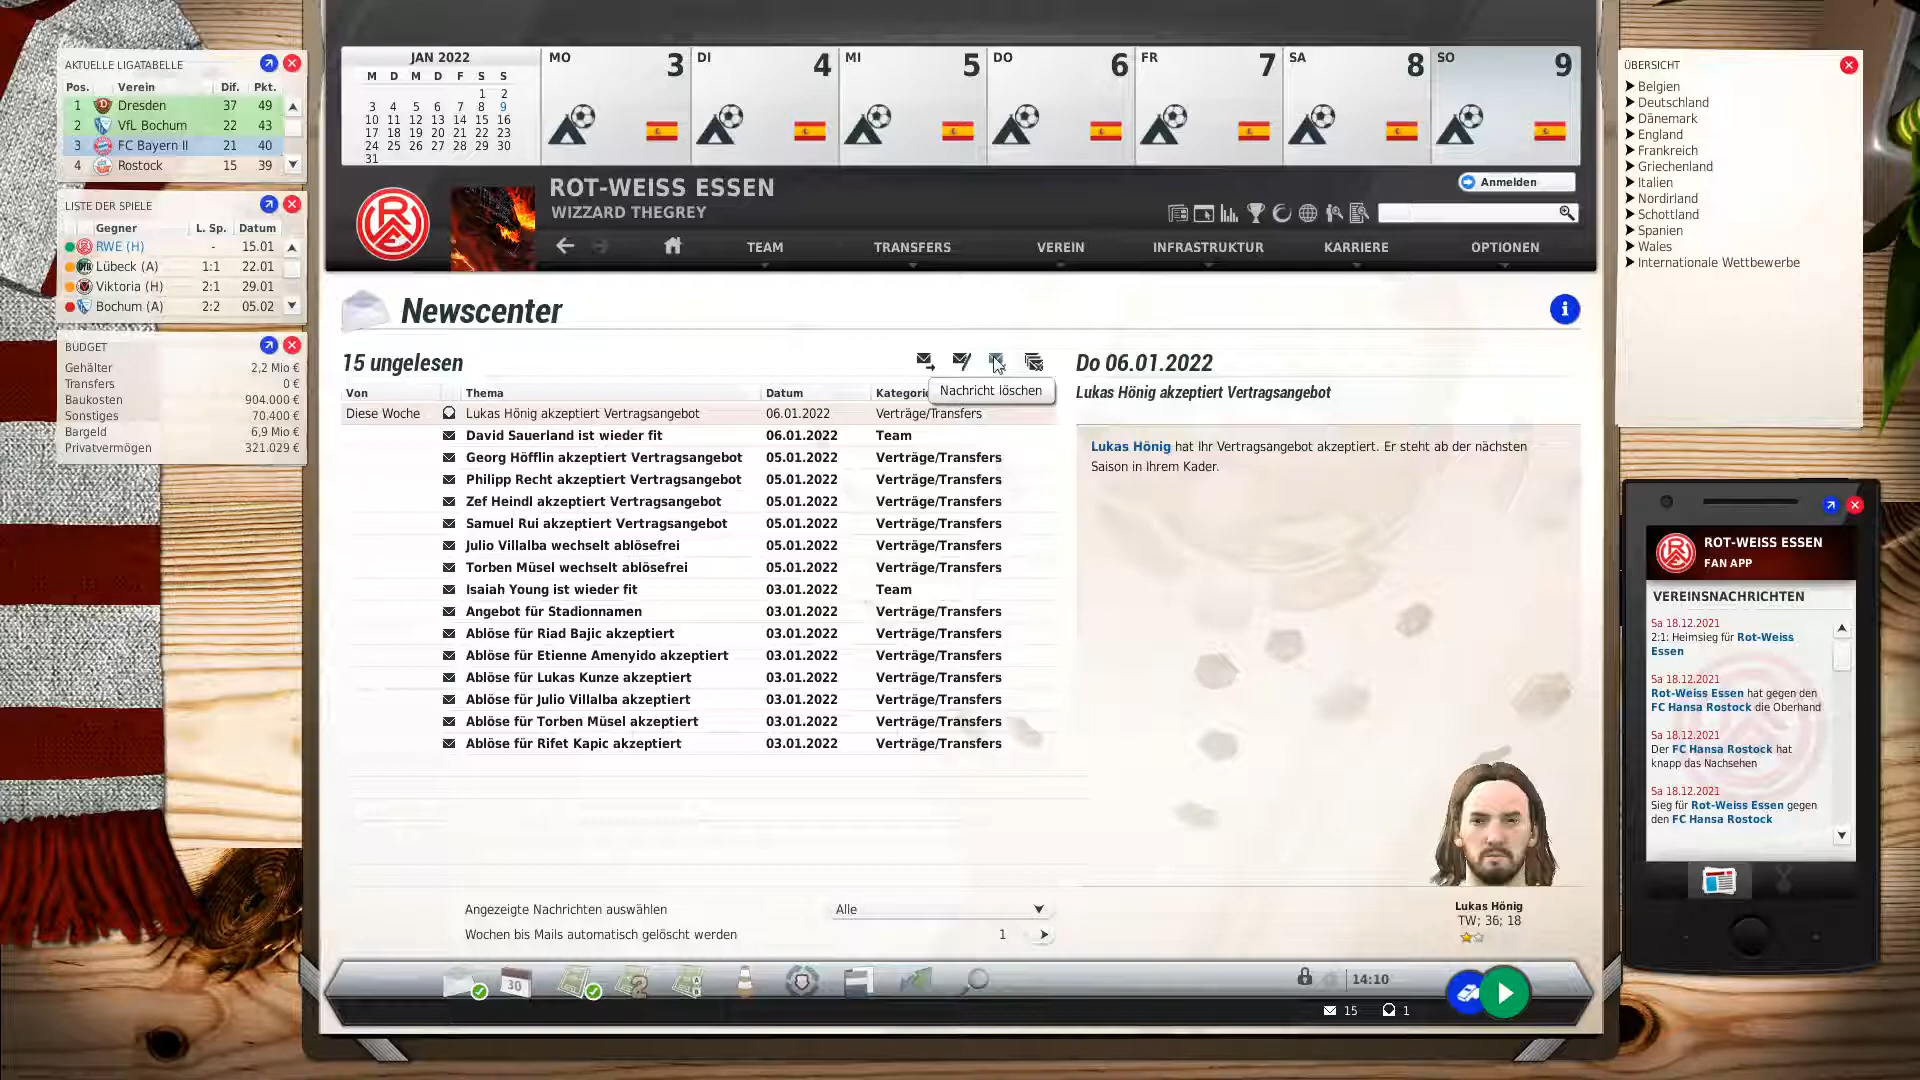 AKTUELLE LIGATABELLE
Pos. Verein Dif. Pkt.
1 Dresden 37 49
2 VfL Bochum 22 43
3 FC Bayern II 21 40
4 Rostock 15 39
LISTE DER SPIELE
Gegner L. Sp. Datum
RWE (H) - 15.01
Lübeck (A) 1:1 22.01
Viktoria (H) 2:1 29.01
Bochum (A) 2:2 05.02
BUDGET
Gehälter 2,2 Mio €
Transfers 0 €
Baukosten 904.000 €
Sonstiges 70.400 €
Bargeld 6,9 Mio €
Privatvermögen 321.029 €
JAN 2022
M D M D F S S
1 2
3 4 5 6 7 8 9
10 11 12 13 14 15 16
17 18 19 20 21 22 23
24 25 26 27 28 29 30
31
MO 3 DI 4 MI 5 DO 6 FR 7 SA 8 SO 9
ROT-WEISS ESSEN
WIZZARD THEGREY
Anmelden
TEAM TRANSFERS VEREIN INFRASTRUKTUR KARRIERE OPTIONEN
Newscenter
15 ungelesen
Nachricht löschen
Von Thema Datum Kategorie
Diese Woche Lukas Hönig akzeptiert Vertragsangebot 06.01.2022 Verträge/Transfers
David Sauerland ist wieder fit 06.01.2022 Team
Georg Höfflin akzeptiert Vertragsangebot 05.01.2022 Verträge/Transfers
Philipp Recht akzeptiert Vertragsangebot 05.01.2022 Verträge/Transfers
Zef Heindl akzeptiert Vertragsangebot 05.01.2022 Verträge/Transfers
Samuel Rui akzeptiert Vertragsangebot 05.01.2022 Verträge/Transfers
Julio Villalba wechselt ablösefrei 05.01.2022 Verträge/Transfers
Torben Müsel wechselt ablösefrei 05.01.2022 Verträge/Transfers
Isaiah Young ist wieder fit 03.01.2022 Team
Angebot für Stadionnamen 03.01.2022 Verträge/Transfers
Ablöse für Riad Bajic akzeptiert 03.01.2022 Verträge/Transfers
Ablöse für Etienne Amenyido akzeptiert 03.01.2022 Verträge/Transfers
Ablöse für Lukas Kunze akzeptiert 03.01.2022 Verträge/Transfers
Ablöse für Julio Villalba akzeptiert 03.01.2022 Verträge/Transfers
Ablöse für Torben Müsel akzeptiert 03.01.2022 Verträge/Transfers
Ablöse für Rifet Kapic akzeptiert 03.01.2022 Verträge/Transfers
Angezeigte Nachrichten auswählen Alle
Wochen bis Mails automatisch gelöscht werden 1
Do 06.01.2022
Lukas Hönig akzeptiert Vertragsangebot
Lukas Hönig hat Ihr Vertragsangebot akzeptiert. Er steht ab der nächsten
Saison in Ihrem Kader.
Lukas Hönig
TW; 36; 18
30
14:10
15 1
ÜBERSICHT
Belgien
Deutschland
Dänemark
England
Frankreich
Griechenland
Italien
Nordirland
Schottland
Spanien
Wales
Internationale Wettbewerbe
ROT-WEISS ESSEN
FAN APP
VEREINSNACHRICHTEN
Sa 18.12.2021
2:1: Heimsieg für Rot-Weiss
Essen
Sa 18.12.2021
Rot-Weiss Essen hat gegen den
FC Hansa Rostock die Oberhand
Sa 18.12.2021
Der FC Hansa Rostock hat
knapp das Nachsehen
Sa 18.12.2021
Sieg für Rot-Weiss Essen gegen
den FC Hansa Rostock